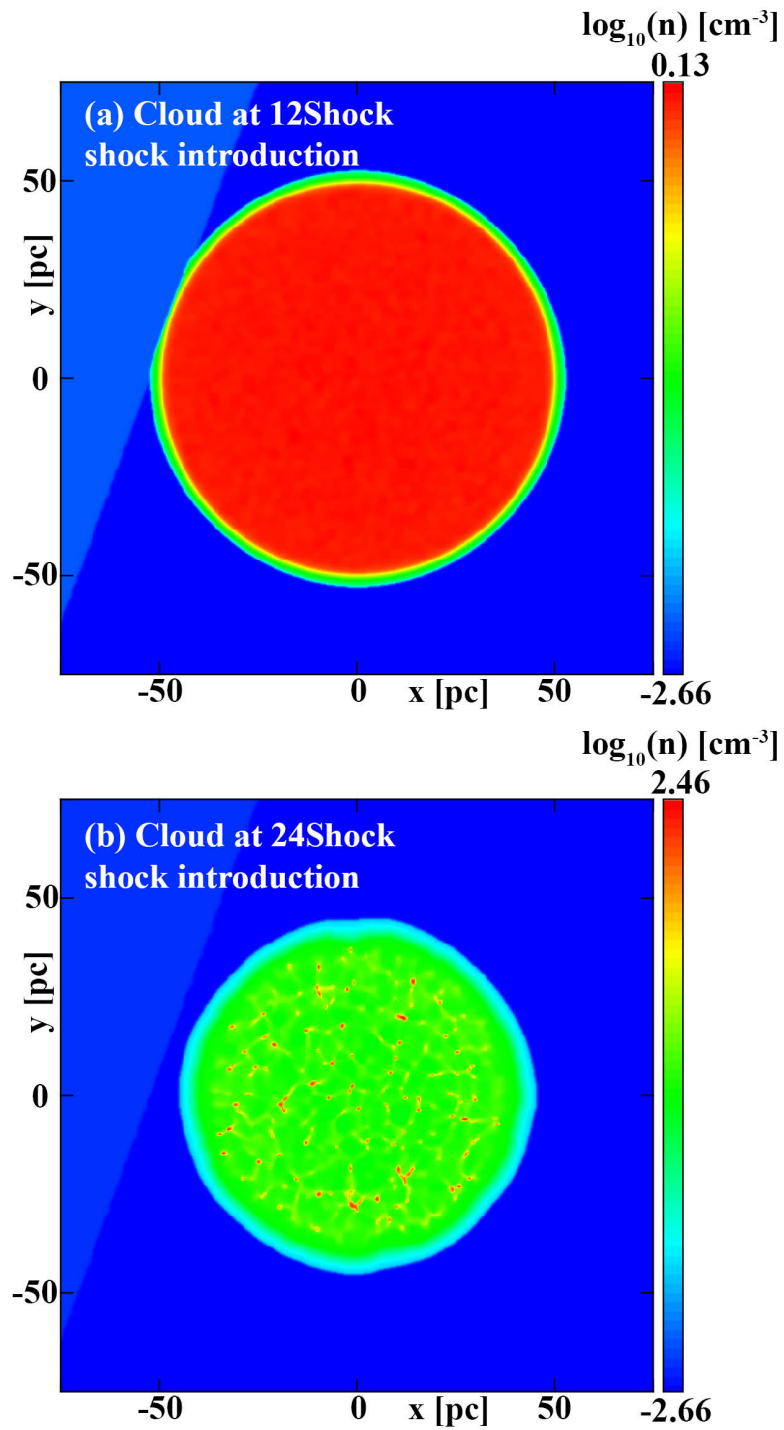 log₁₀(n) [cm⁻³]
0.13
(a) Cloud at 12Shock
shock introduction
50
y [pc]
0
-50
-50 0 x [pc] 50 -2.66
log₁₀(n) [cm⁻³]
2.46
(b) Cloud at 24Shock
shock introduction
50
y [pc]
0
-50
-50 0 x [pc] 50 -2.66